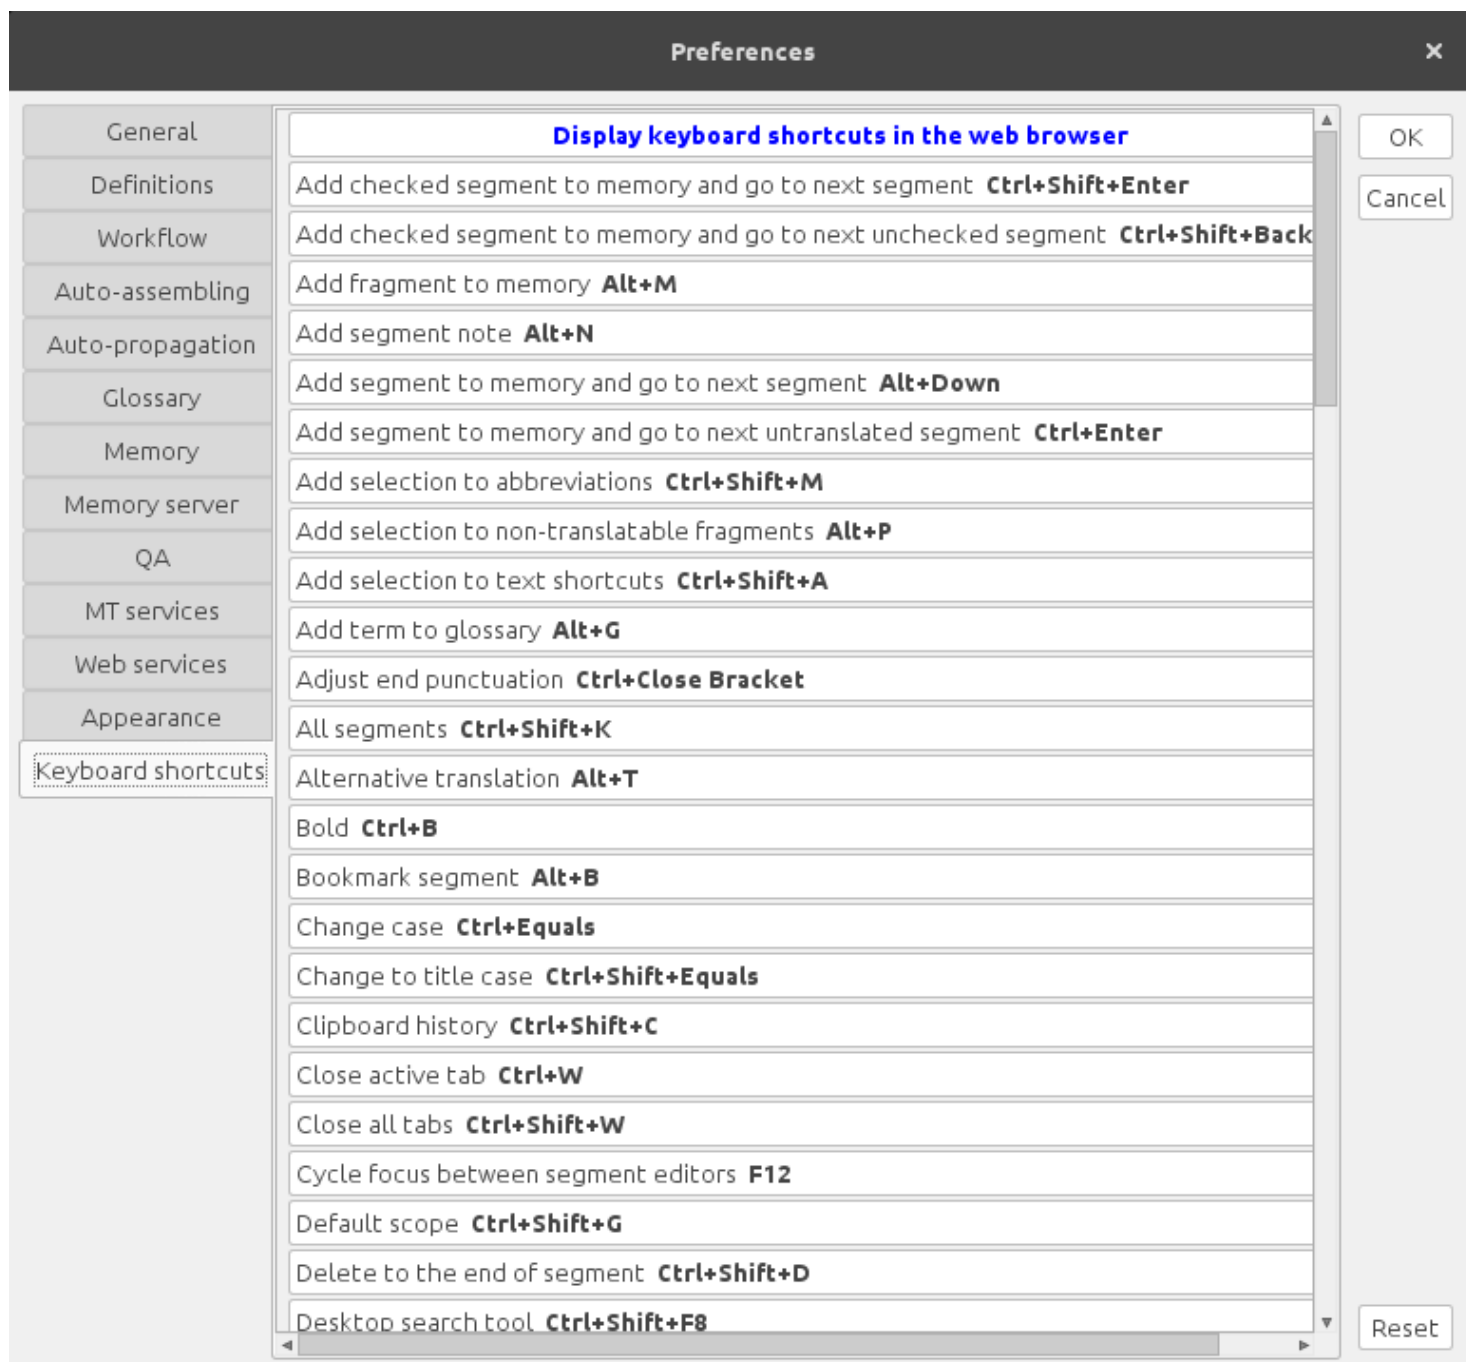 Preferences
General
Definitions
Workflow
Auto-assembling
Auto-propagation
Glossary
Memory
Memory server
QA
MT services
Web services
Appearance
Keyboard shortcuts
Display keyboard shortcuts in the web browser
Add checked segment to memory and go to next segment Ctrl+Shift+Enter
Add checked segment to memory and go to next unchecked segment Ctrl+Shift+Back
Add fragment to memory Alt+M
Add segment note Alt+N
Add segment to memory and go to next segment Alt+Down
Add segment to memory and go to next untranslated segment Ctrl+Enter
Add selection to abbreviations Ctrl+Shift+M
Add selection to non-translatable fragments Alt+P
Add selection to text shortcuts Ctrl+Shift+A
Add term to glossary Alt+G
Adjust end punctuation Ctrl+Close Bracket
All segments Ctrl+Shift+K
Alternative translation Alt+T
Bold Ctrl+B
Bookmark segment Alt+B
Change case Ctrl+Equals
Change to title case Ctrl+Shift+Equals
Clipboard history Ctrl+Shift+C
Close active tab Ctrl+W
Close all tabs Ctrl+Shift+W
Cycle focus between segment editors F12
Default scope Ctrl+Shift+G
Delete to the end of segment Ctrl+Shift+D
Desktop search tool Ctrl+Shift+F8
OK
Cancel
Reset